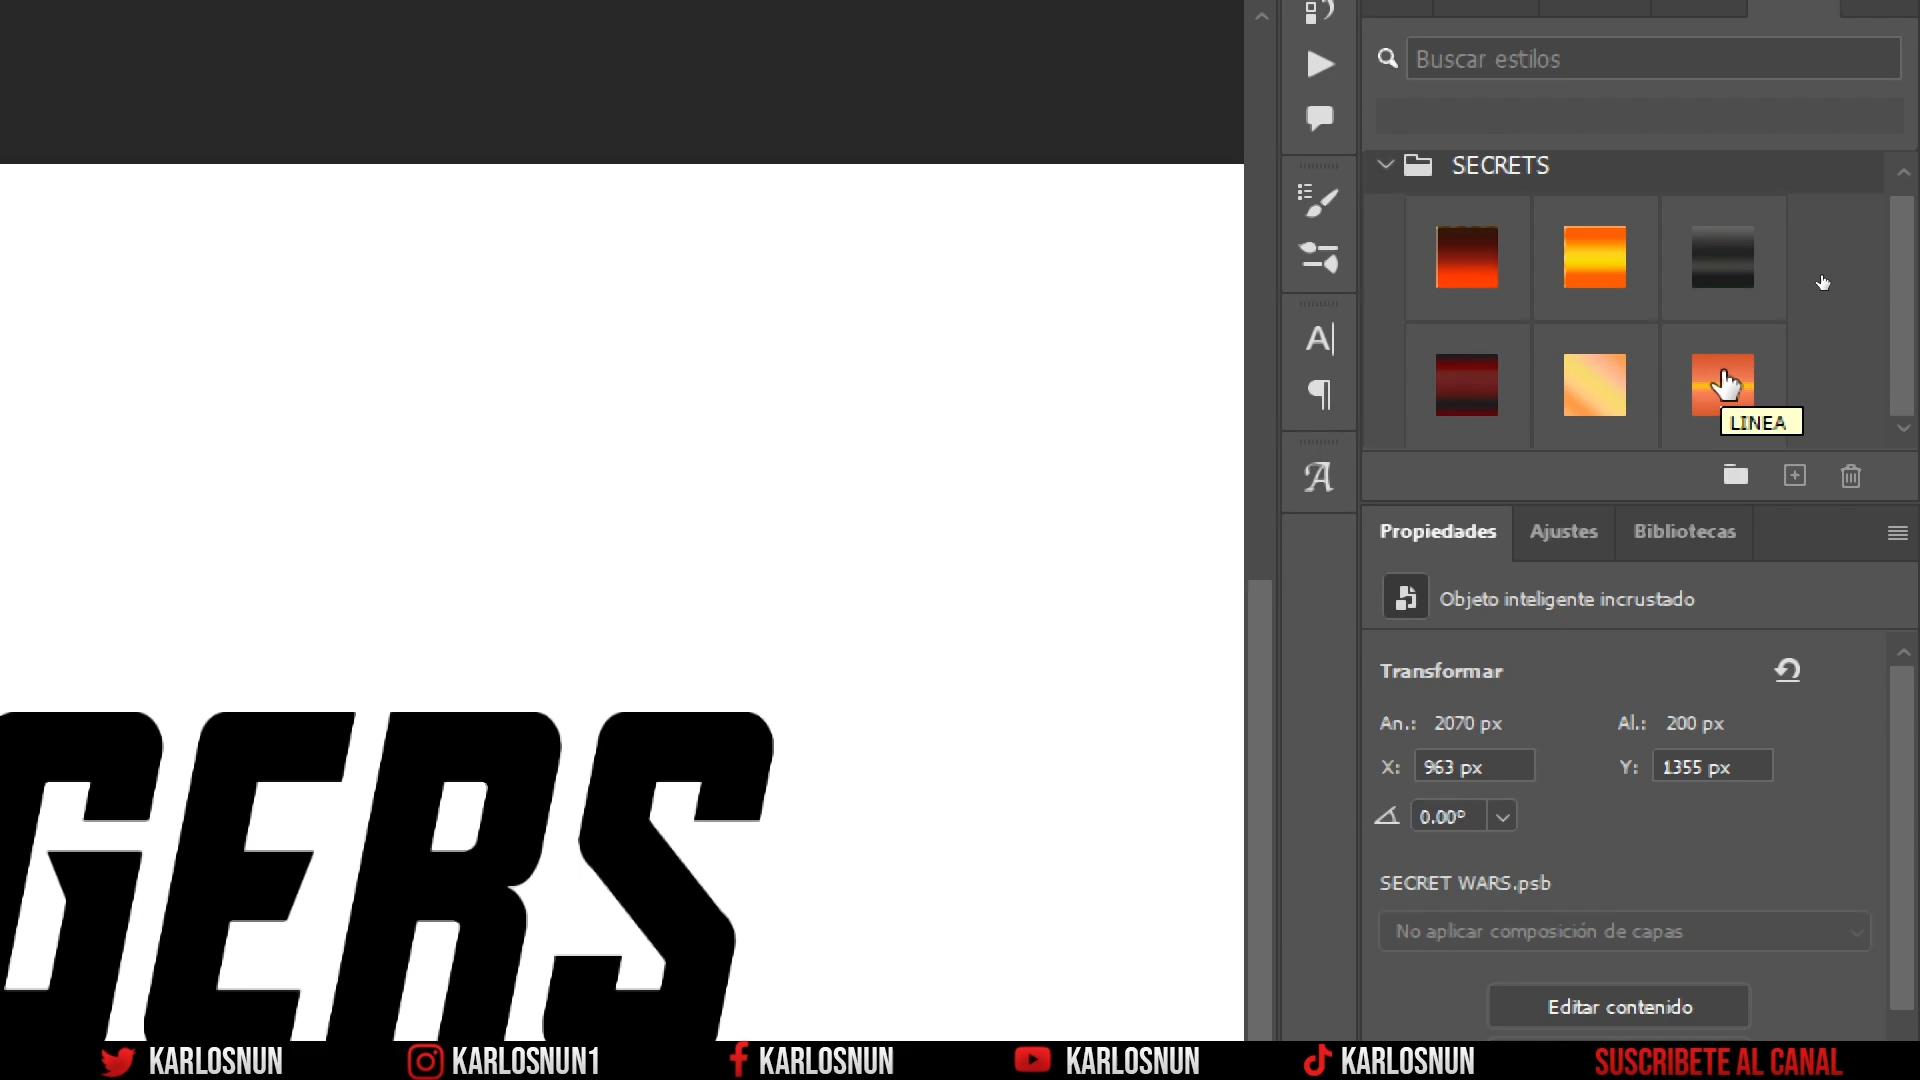 Buscar estilos
SECRETS
LINEA
Propiedades Ajustes Bibliotecas
Objeto inteligente incrustado
Transformar
An.: 2070 px Al.: 200 px
X: 963 px Y: 1355 px
0.00º
SECRET WARS.psb
No aplicar composición de capas
Editar contenido
GERS
KARLOSNUN KARLOSNUN1 KARLOSNUN KARLOSNUN KARLOSNUN SUSCRIBETE AL CANAL